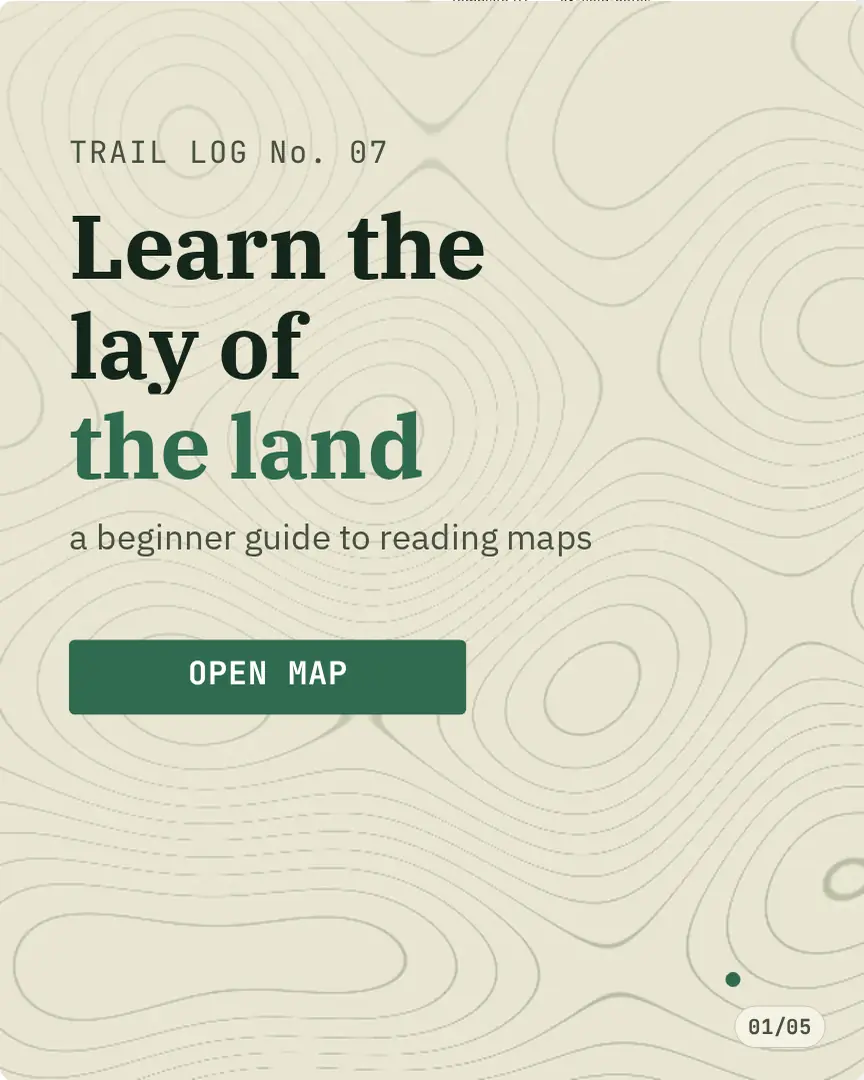 TRAIL LOG No. 07
Learn the
lay of
the land
a beginner guide to reading maps
OPEN MAP
01/05